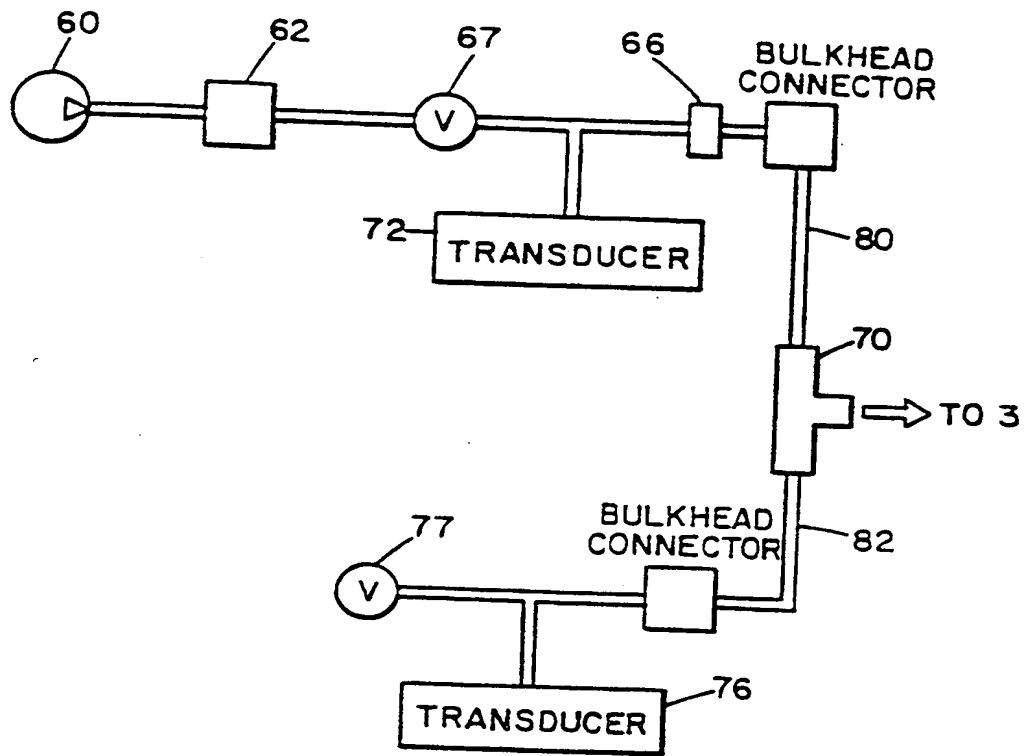 60
62
67
66
BULKHEAD
CONNECTOR
V
72
TRANSDUCER
80
70
TO 3
77
BULKHEAD
CONNECTOR
82
V
76
TRANSDUCER